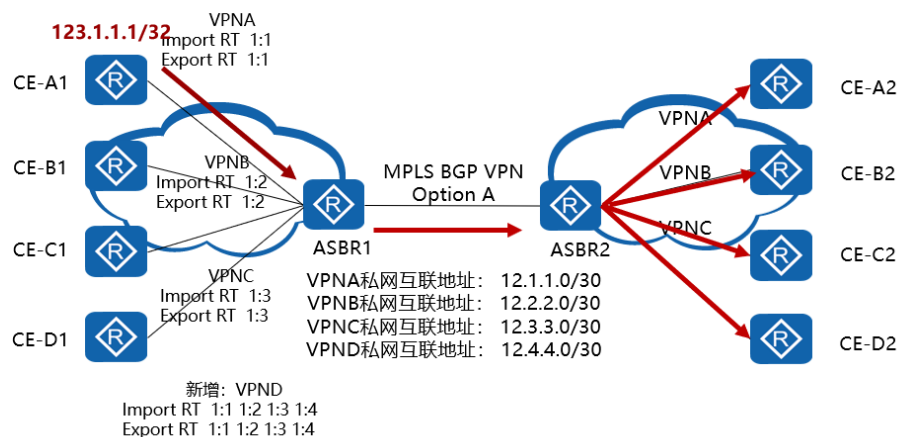 VPNA
123.1.1.1/32
Import RT 1:1
Export RT 1:1
CE-A1
R
R
CE-A2
VPNA
CE-B1
R
VPNB
Import RT 1:2
Export RT 1:2
MPLS BGP VPN
Option A
VPNB
R
CE-B2
R
ASBR1
R
ASBR2
VPNC
CE-C1
R
R
CE-C2
VPNC
Import RT 1:3
Export RT 1:3
VPNA私网互联地址： 12.1.1.0/30
VPNB私网互联地址： 12.2.2.0/30
VPNC私网互联地址： 12.3.3.0/30
VPND私网互联地址： 12.4.4.0/30
CE-D1
R
R
CE-D2
新增：VPND
Import RT 1:1 1:2 1:3 1:4
Export RT 1:1 1:2 1:3 1:4